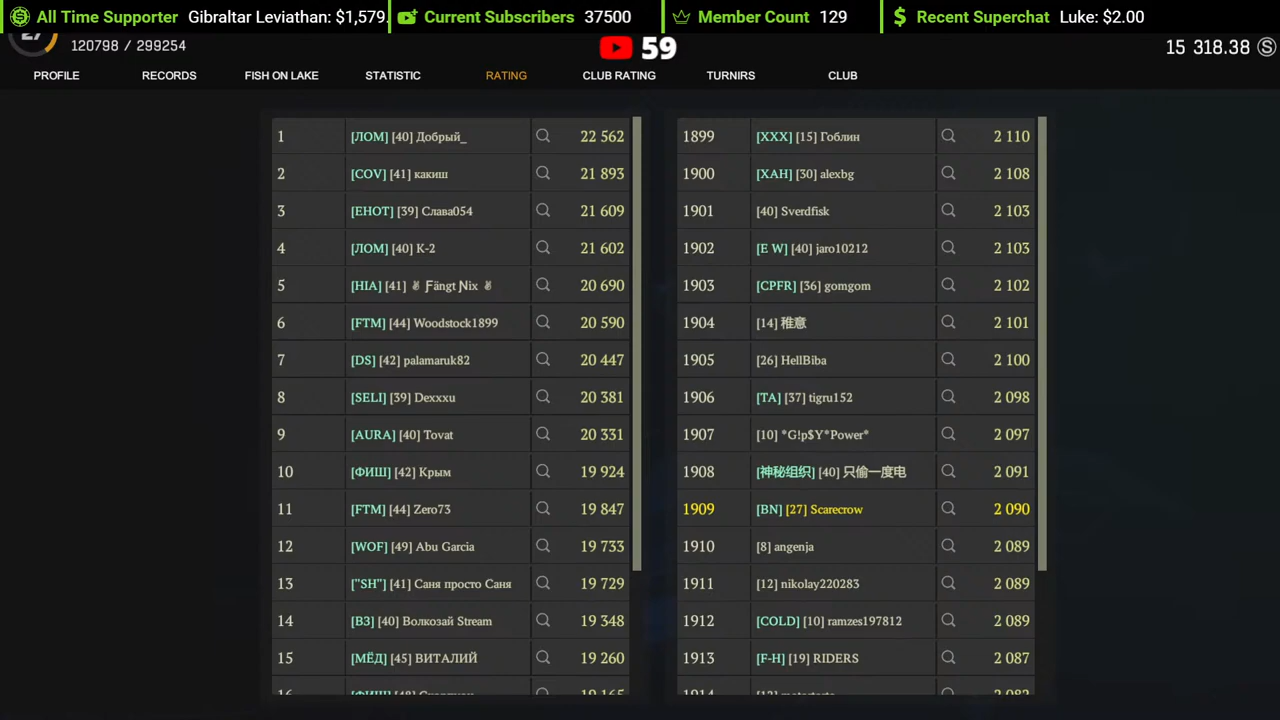 All Time Supporter Gibraltar Leviathan: $1,579. Current Subscribers 37500 Member Count 129 Recent Superchat Luke: $2.00
27 120798 / 299254 59 15 318.38 S
PROFILE RECORDS FISH ON LAKE STATISTIC RATING CLUB RATING TURNIRS CLUB
1 [ЛОМ] [40] Добрый_ 22 562
2 [COV] [41] какиш 21 893
3 [ЕНОТ] [39] Слава054 21 609
4 [ЛОМ] [40] К-2 21 602
5 [HIA] [41] ✌ Ƒängt Ɲix ✌ 20 690
6 [FTM] [44] Woodstock1899 20 590
7 [DS] [42] palamaruk82 20 447
8 [SELI] [39] Dexxxu 20 381
9 [AURA] [40] Tovat 20 331
10 [ФИШ] [42] Крым 19 924
11 [FTM] [44] Zero73 19 847
12 [WOF] [49] Abu Garcia 19 733
13 ["SH"] [41] Саня просто Саня 19 729
14 [ВЗ] [40] Волкозай Stream 19 348
15 [МЁД] [45] ВИТАЛИЙ 19 260
1899 [XXX] [15] Гоблин 2 110
1900 [XAH] [30] alexbg 2 108
1901 [40] Sverdfisk 2 103
1902 [E W] [40] jaro10212 2 103
1903 [CPFR] [36] gomgom 2 102
1904 [14] 稚意 2 101
1905 [26] HellBiba 2 100
1906 [TA] [37] tigru152 2 098
1907 [10] *G!p$Y*Power* 2 097
1908 [神秘组织] [40] 只偷一度电 2 091
1909 [BN] [27] Scarecrow 2 090
1910 [8] angenja 2 089
1911 [12] nikolay220283 2 089
1912 [COLD] [10] ramzes197812 2 089
1913 [F-H] [19] RIDERS 2 087